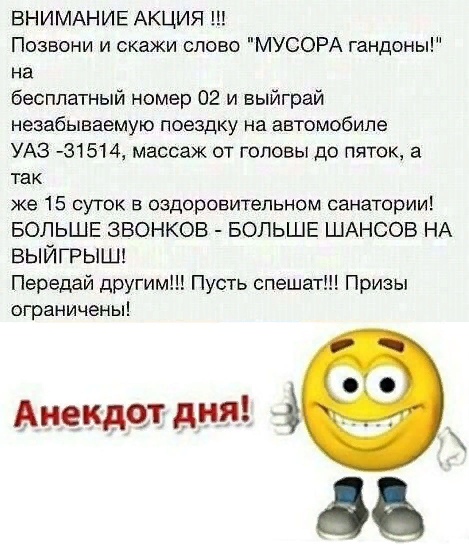 ВНИМАНИЕ АКЦИЯ !!!
Позвони и скажи слово "МУСОРА гандоны!"
на
бесплатный номер 02 и выйграй
незабываемую поездку на автомобиле
УАЗ -31514, массаж от головы до пяток, а
так
же 15 суток в оздоровительном санатории!
БОЛЬШЕ ЗВОНКОВ - БОЛЬШЕ ШАНСОВ НА
ВЫЙГРЫШ!
Передай другим!!! Пусть спешат!!! Призы
ограничены!
Анекдот дня!